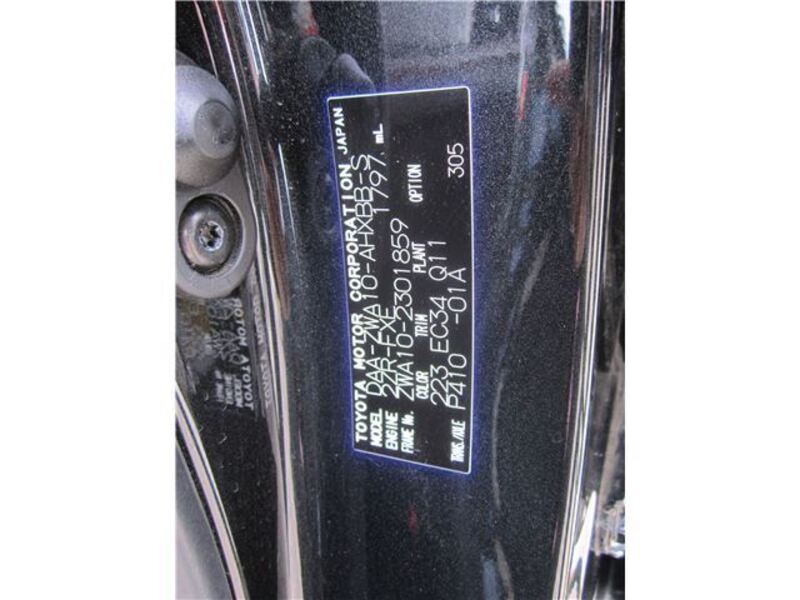 TOYOTA MOTOR CORPORATION JAPAN
MODEL DAA-ZWA10-AHXBB-S
ENGINE 2ZR-FXE 1797 mL
FRAME No. ZWA10-2301859
COLOR TRIM PLANT OPTION
223 EC34 Q11 305
TRANS./AXLE P410 -01A